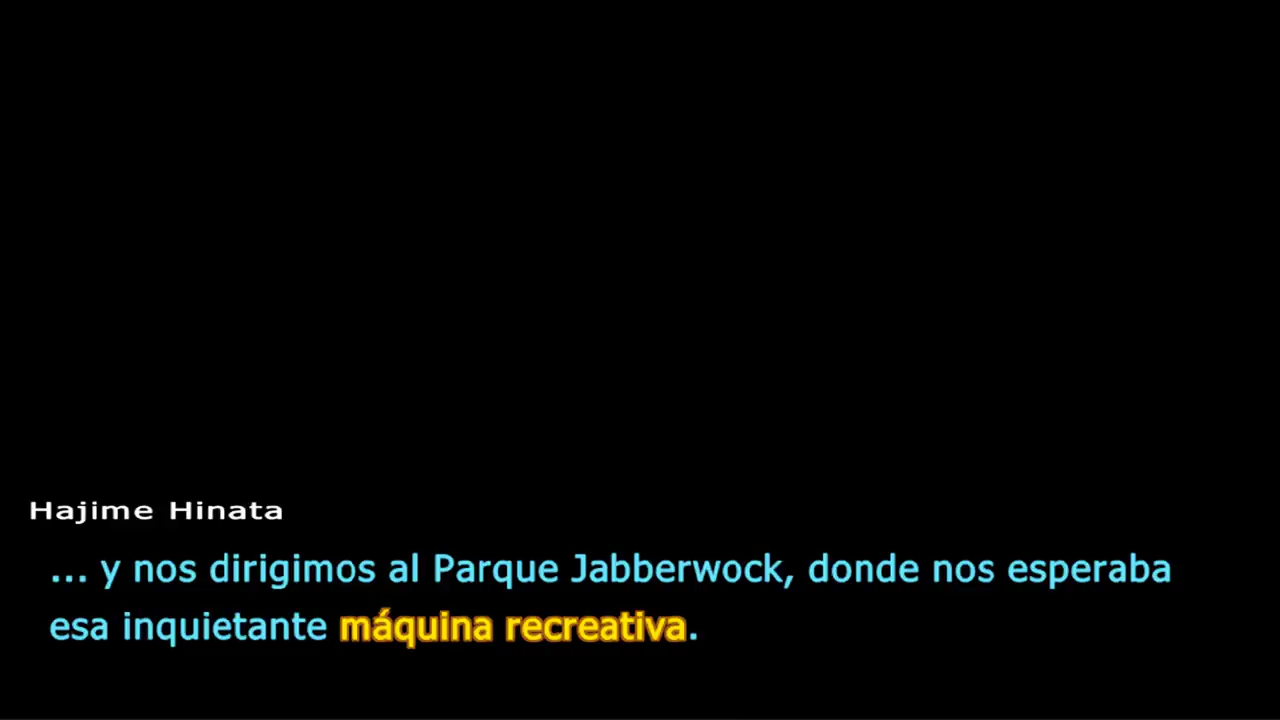 Hajime Hinata
... y nos dirigimos al Parque Jabberwock, donde nos esperaba
esa inquietante máquina recreativa.